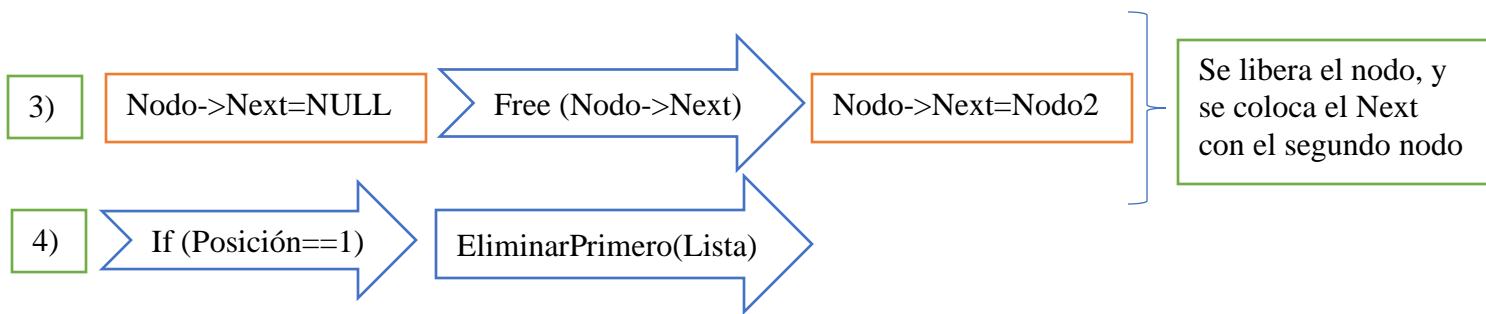 3)
Nodo->Next=NULL
Free (Nodo->Next)
Nodo->Next=Nodo2
Se libera el nodo, y
se coloca el Next
con el segundo nodo
4)
If (Posición==1)
EliminarPrimero(Lista)